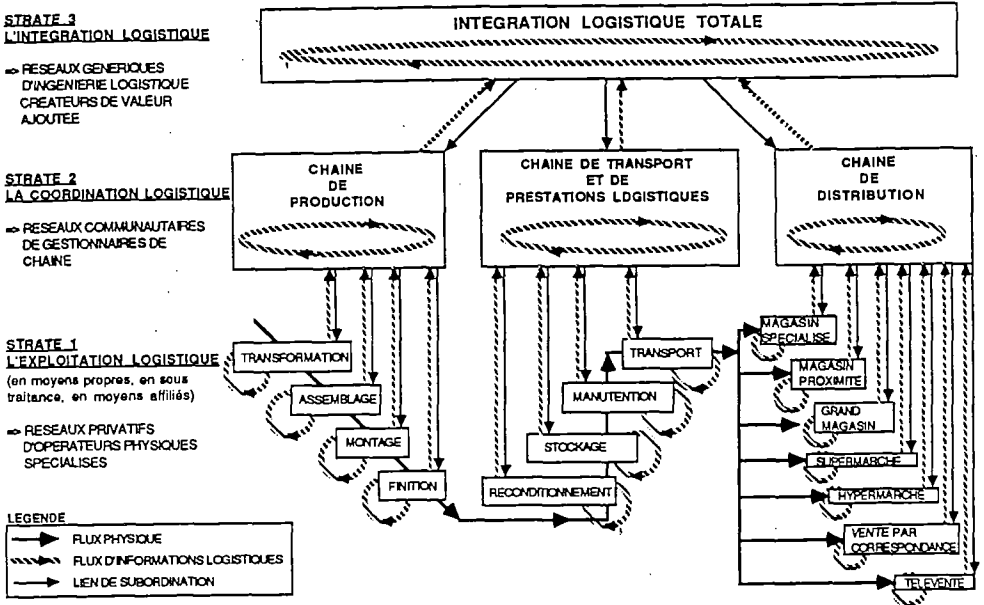 STRATE 3
L'INTEGRATION LOGISTIQUE
⇨ RESEAUX GENERIQUES
D'INGENIERIE LOGISTIQUE
CREATEURS DE VALEUR
AJOUTEE
INTEGRATION LOGISTIQUE TOTALE
STRATE 2
LA COORDINATION LOGISTIQUE
⇨ RESEAUX COMMUNAUTAIRES
DE GESTIONNAIRES DE
CHAINE
CHAINE
DE
PRODUCTION
CHAINE DE TRANSPORT
ET DE
PRESTATIONS LDGISTIQUES
CHAINE
DE
DISTRIBUTION
STRATE 1
L'EXPLOITATION LOGISTIQUE
(en moyens propres, en sous
traitance, en moyens affiliés)
⇨ RESEAUX PRIVATIFS
D'OPERATEURS PHYSIQUES
SPECIALISES
TRANSFORMATION
ASSEMBLAGE
MONTAGE
FINITION
TRANSPORT
MANUTENTION
STOCKAGE
RECONDITIONNEMENT
MAGASIN
SPECIALISE
MAGASIN
PROXIMITE
GRAND
MAGASIN
SUPERMARCHE
HYPERMARCHE
VENTE PAR
CORRESPONDANCE
TELEVENTE
LEGENDE
FLUX PHYSIQUE
FLUX D'INFORMATIONS LOGISTIQUES
LIEN DE SUBORDINATION